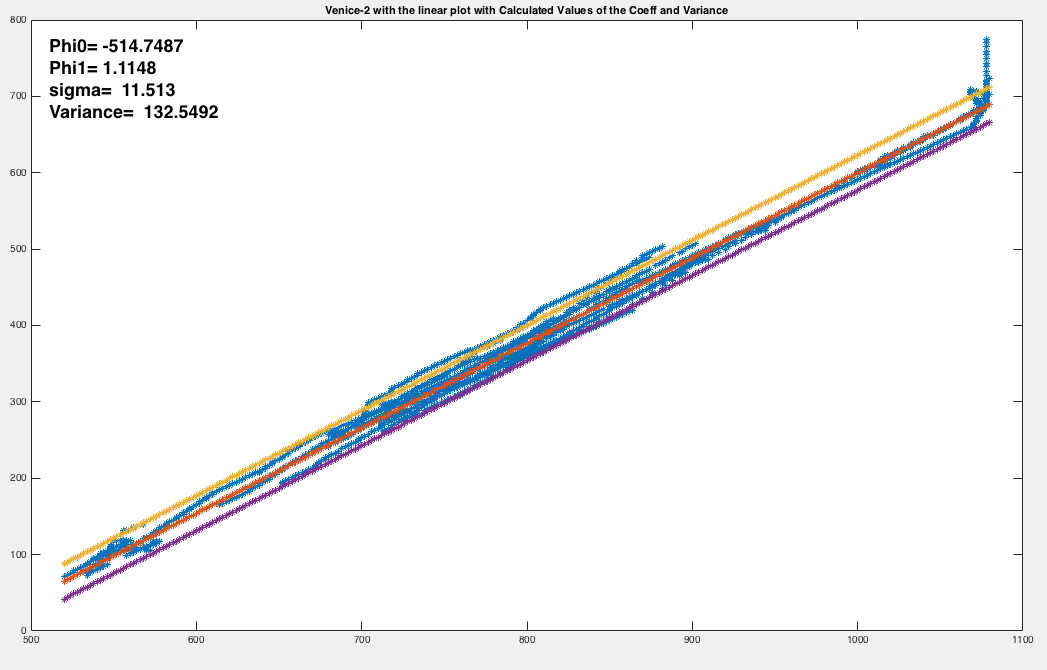 Venice-2 with the linear plot with Calculated Values of the Coeff and Variance
800
Phi0= -514.7487
Phi1= 1.1148
sigma=  11.513
Variance=  132.5492
700
600
500
400
300
200
100
0
500 600 700 800 900 1000 1100